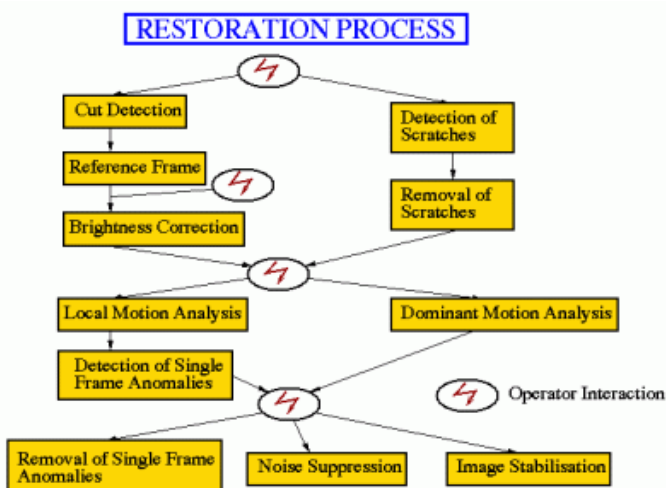 RESTORATION PROCESS
Cut Detection
Detection of
Scratches
Reference Frame
Removal of
Scratches
Brightness Correction
Local Motion Analysis
Dominant Motion Analysis
Detection of Single
Frame Anomalies
Operator Interaction
Removal of Single Frame
Anomalies
Noise Suppression
Image Stabilisation